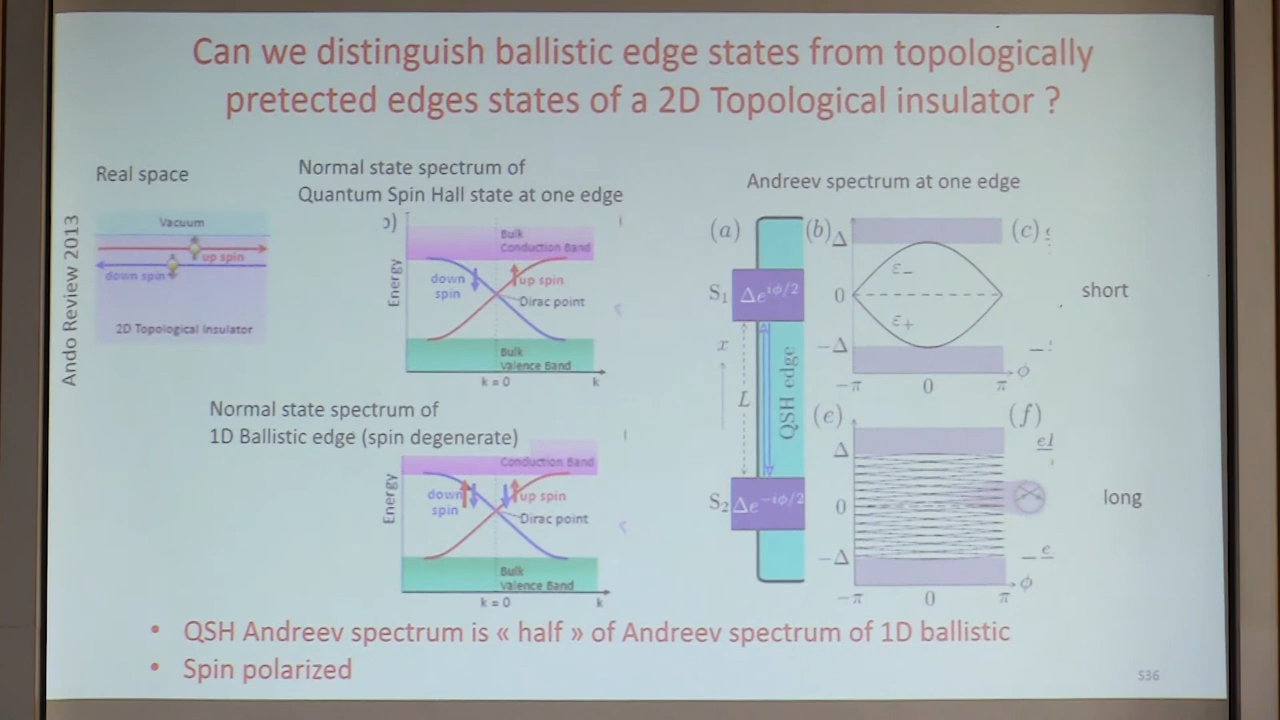 Can we distinguish ballistic edge states from topologically
pretected edges states of a 2D Topological insulator ?
Real space
Ando Review 2013
Vacuum
up spin
down spin
2D Topological Insulator
Normal state spectrum of
Quantum Spin Hall state at one edge
Energy
Bulk
Conduction Band
down
spin
up spin
Dirac point
Bulk
Valence Band
k = 0
k
Normal state spectrum of
1D Ballistic edge (spin degenerate)
Energy
Conduction Band
down
spin
up spin
Dirac point
Bulk
Valence Band
k = 0
k
Andreev spectrum at one edge
(a)
S₁
Δe^{iϕ/2}
x
L
QSH edge
S₂
Δe^{-iϕ/2}
(b)
Δ
0
-Δ
ε₋
ε₊
-π
0
π
ϕ
(c)
short
(e)
Δ
0
-Δ
-π
0
π
ϕ
(f)
long
• QSH Andreev spectrum is « half » of Andreev spectrum of 1D ballistic
• Spin polarized
S36